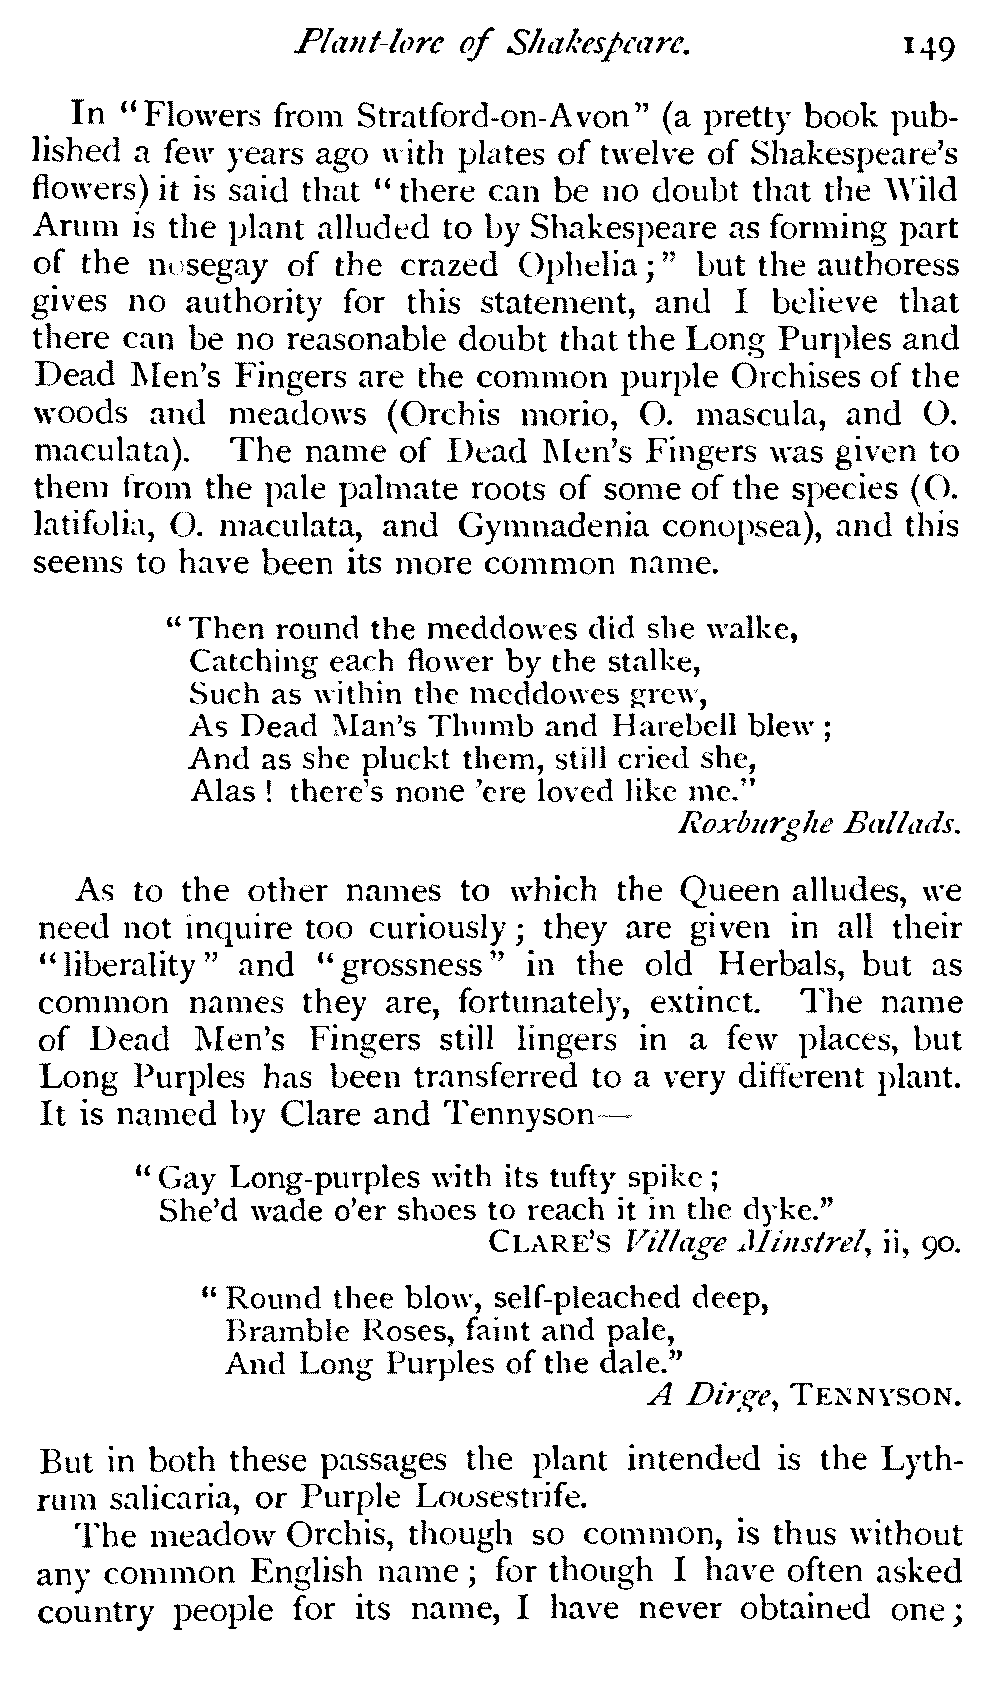 Plant-lore of Shakespeare. 149
In "Flowers from Stratford-on-Avon" (a pretty book pub-
lished a few years ago with plates of twelve of Shakespeare's
flowers) it is said that "there can be no doubt that the Wild
Arum is the plant alluded to by Shakespeare as forming part
of the nosegay of the crazed Ophelia;" but the authoress
gives no authority for this statement, and I believe that
there can be no reasonable doubt that the Long Purples and
Dead Men's Fingers are the common purple Orchises of the
woods and meadows (Orchis morio, O. mascula, and O.
maculata). The name of Dead Men's Fingers was given to
them from the pale palmate roots of some of the species (O.
latifolia, O. maculata, and Gymnadenia conopsea), and this
seems to have been its more common name.
"Then round the meddowes did she walke,
Catching each flower by the stalke,
Such as within the meddowes grew,
As Dead Man's Thumb and Harebell blew;
And as she pluckt them, still cried she,
Alas! there's none 'ere loved like me."
Roxburghe Ballads.
As to the other names to which the Queen alludes, we
need not inquire too curiously; they are given in all their
"liberality" and "grossness" in the old Herbals, but as
common names they are, fortunately, extinct. The name
of Dead Men's Fingers still lingers in a few places, but
Long Purples has been transferred to a very different plant.
It is named by Clare and Tennyson—
"Gay Long-purples with its tufty spike;
She'd wade o'er shoes to reach it in the dyke."
CLARE'S Village Minstrel, ii, 90.
"Round thee blow, self-pleached deep,
Bramble Roses, faint and pale,
And Long Purples of the dale."
A Dirge, TENNYSON.
But in both these passages the plant intended is the Lyth-
rum salicaria, or Purple Loosestrife.
The meadow Orchis, though so common, is thus without
any common English name; for though I have often asked
country people for its name, I have never obtained one;